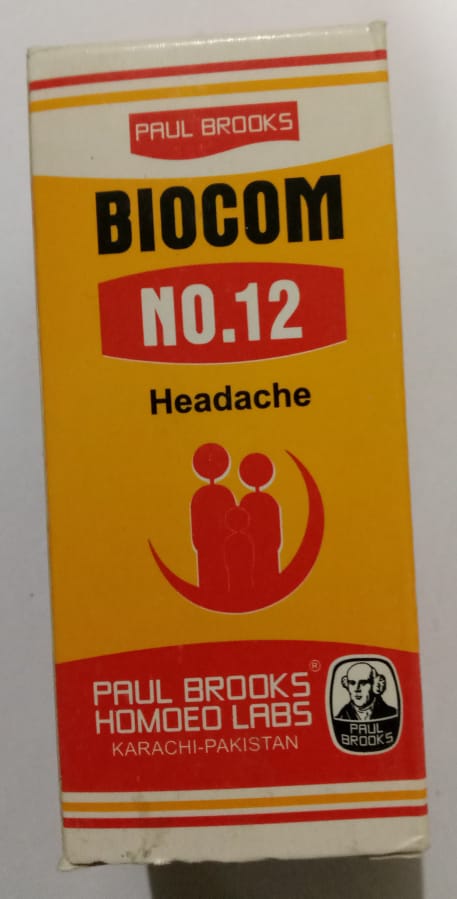 PAUL BROOKS
BIOCOM
NO.12
Headache
PAUL BROOKS®
HOMOEO LABS
KARACHI-PAKISTAN
PAUL
BROOKS